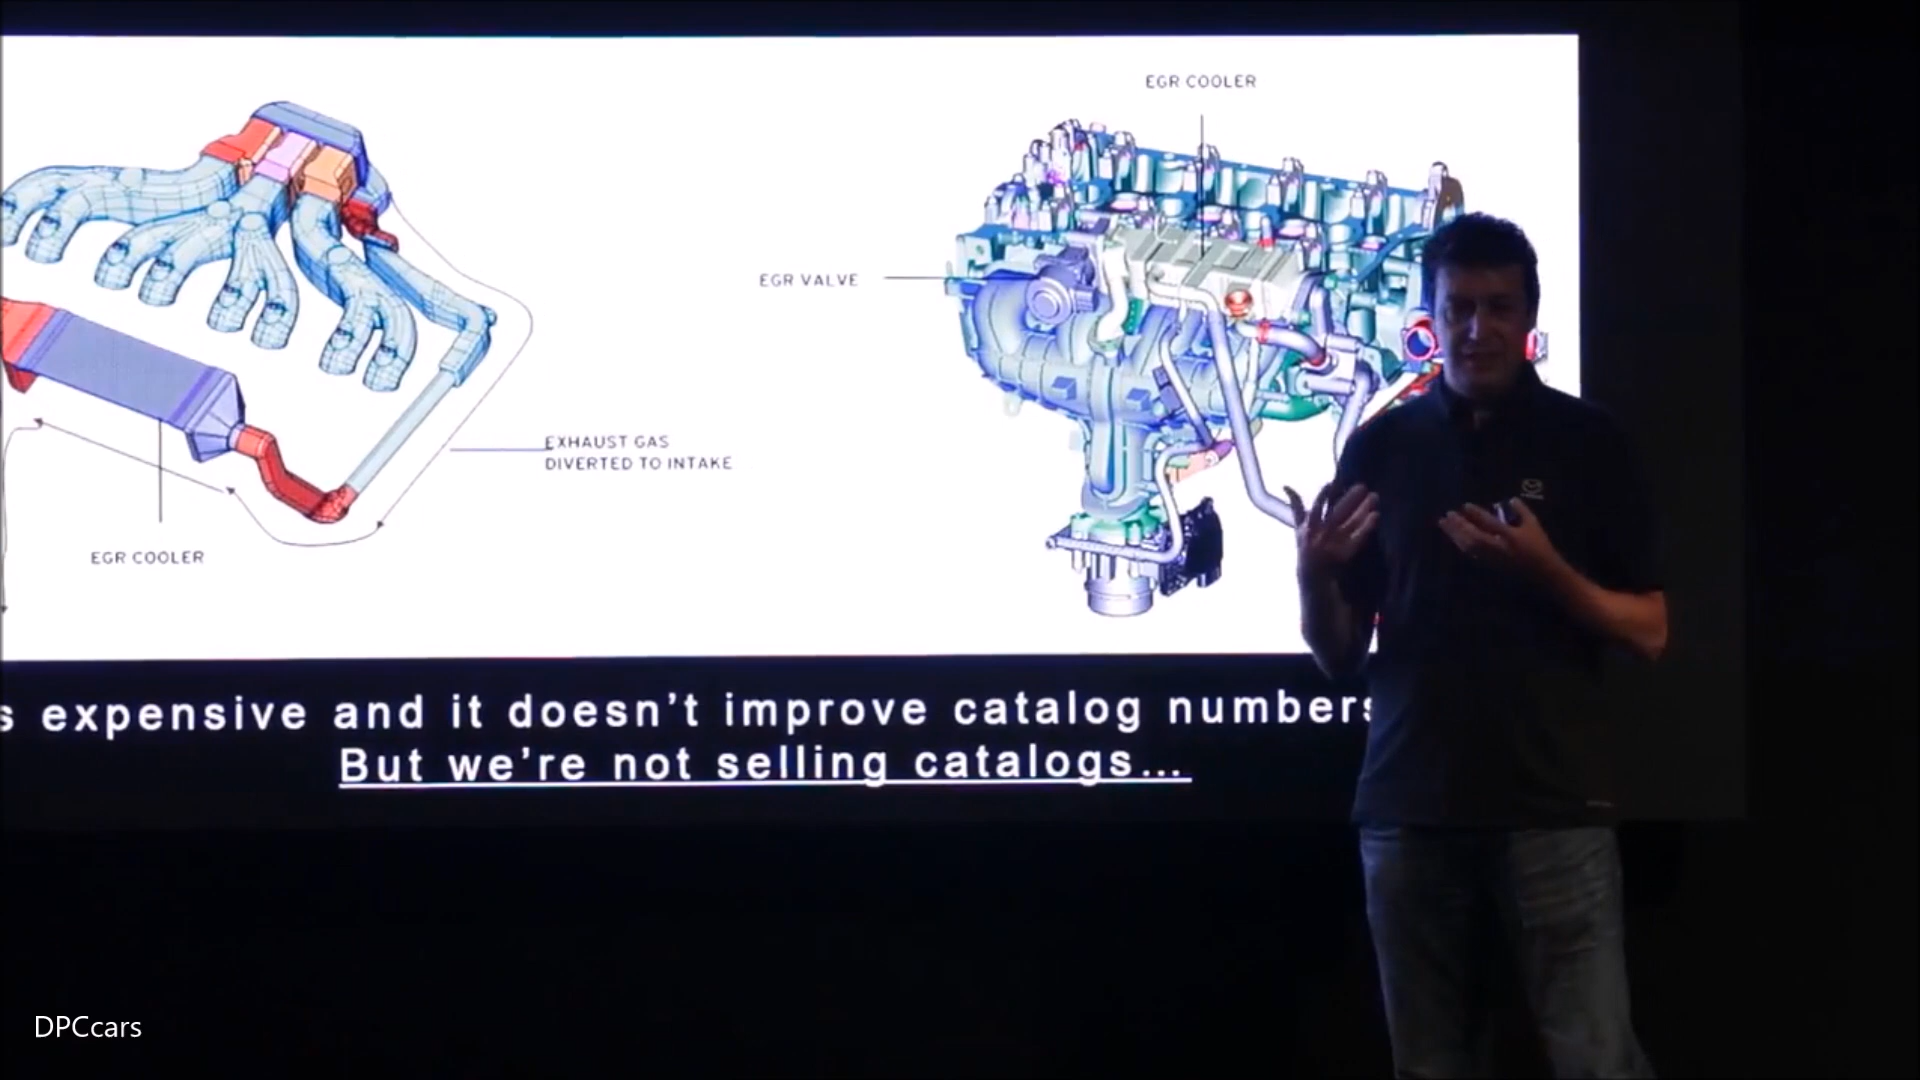 EGR COOLER
EGR VALVE
EXHAUST GAS
DIVERTED TO INTAKE
EGR COOLER
s expensive and it doesn't improve catalog numbers
But we're not selling catalogs...
DPCcars